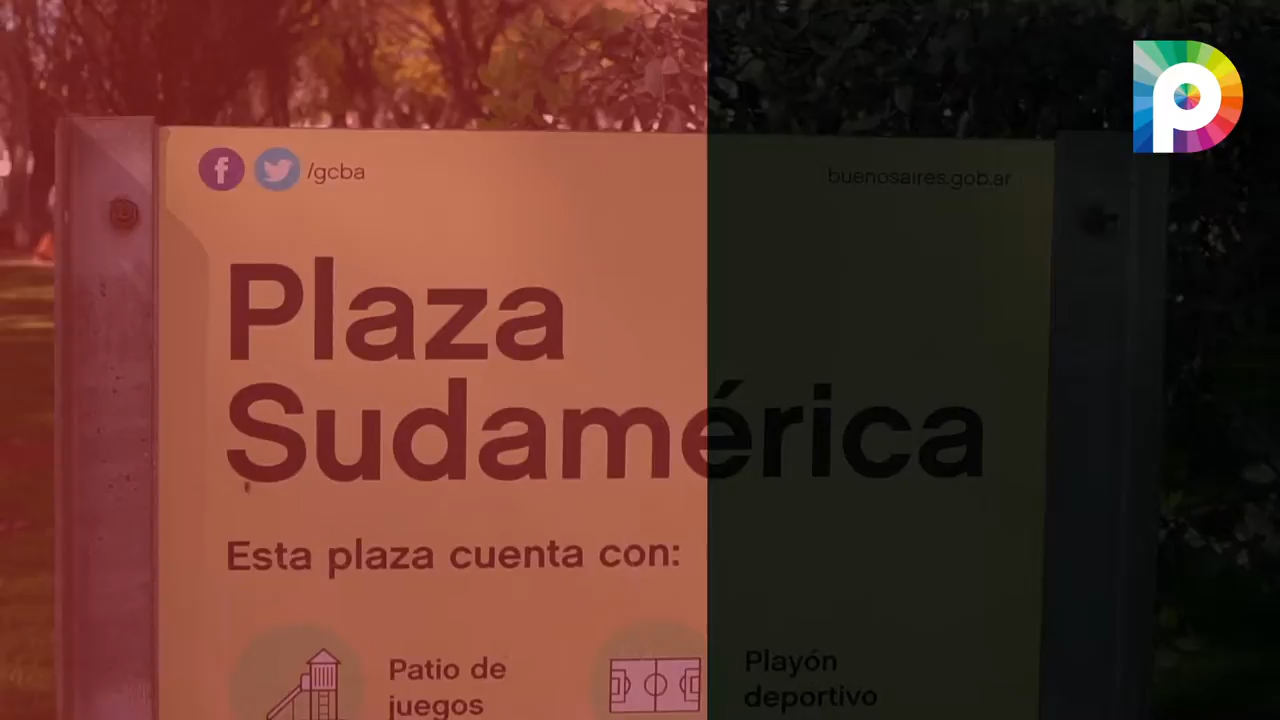 /gcba
buenosaires.gob.ar
Plaza
Sudamérica
Esta plaza cuenta con:
Patio de
juegos
Playón
deportivo